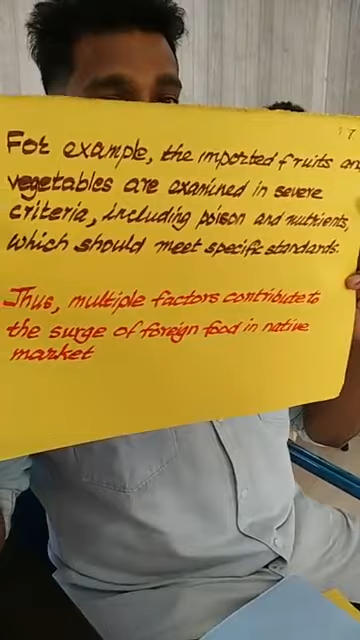 17
For example, the imported fruits and
vegetables are examined in severe
criteria, including poison and nutrients,
which should meet specific standards.
Thus, multiple factors contribute to
the surge of foreign food in native
market